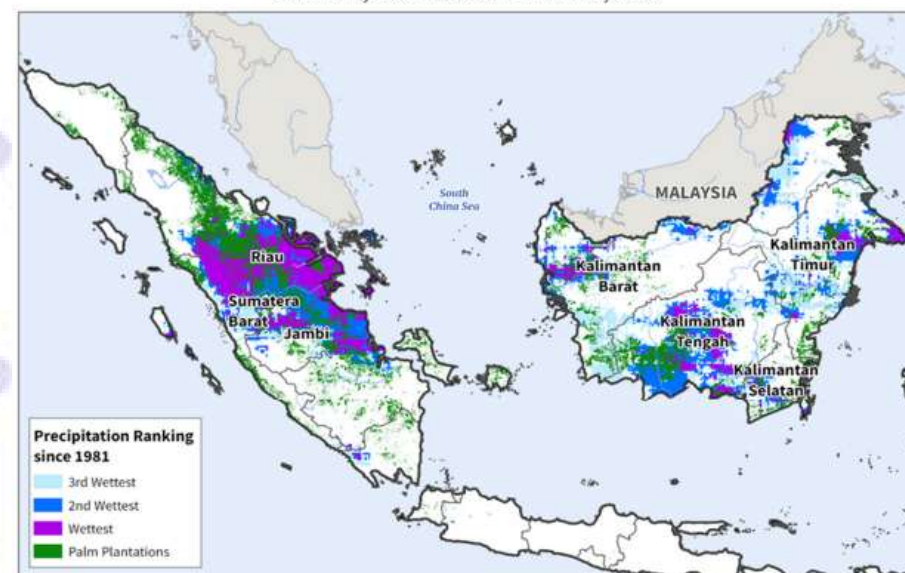 South
China Sea
MALAYSIA
Riau
Sumatera
Barat
Jambi
Kalimantan
Barat
Kalimantan
Timur
Kalimantan
Tengah
Kalimantan
Selatan
Precipitation Ranking
since 1981
3rd Wettest
2nd Wettest
Wettest
Palm Plantations